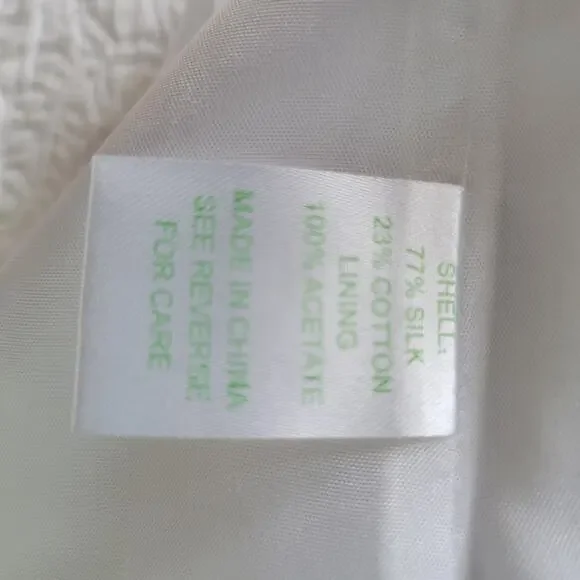 SHELL:
77% SILK
23% COTTON
LINING
100% ACETATE
MADE IN CHINA
SEE REVERSE
FOR CARE